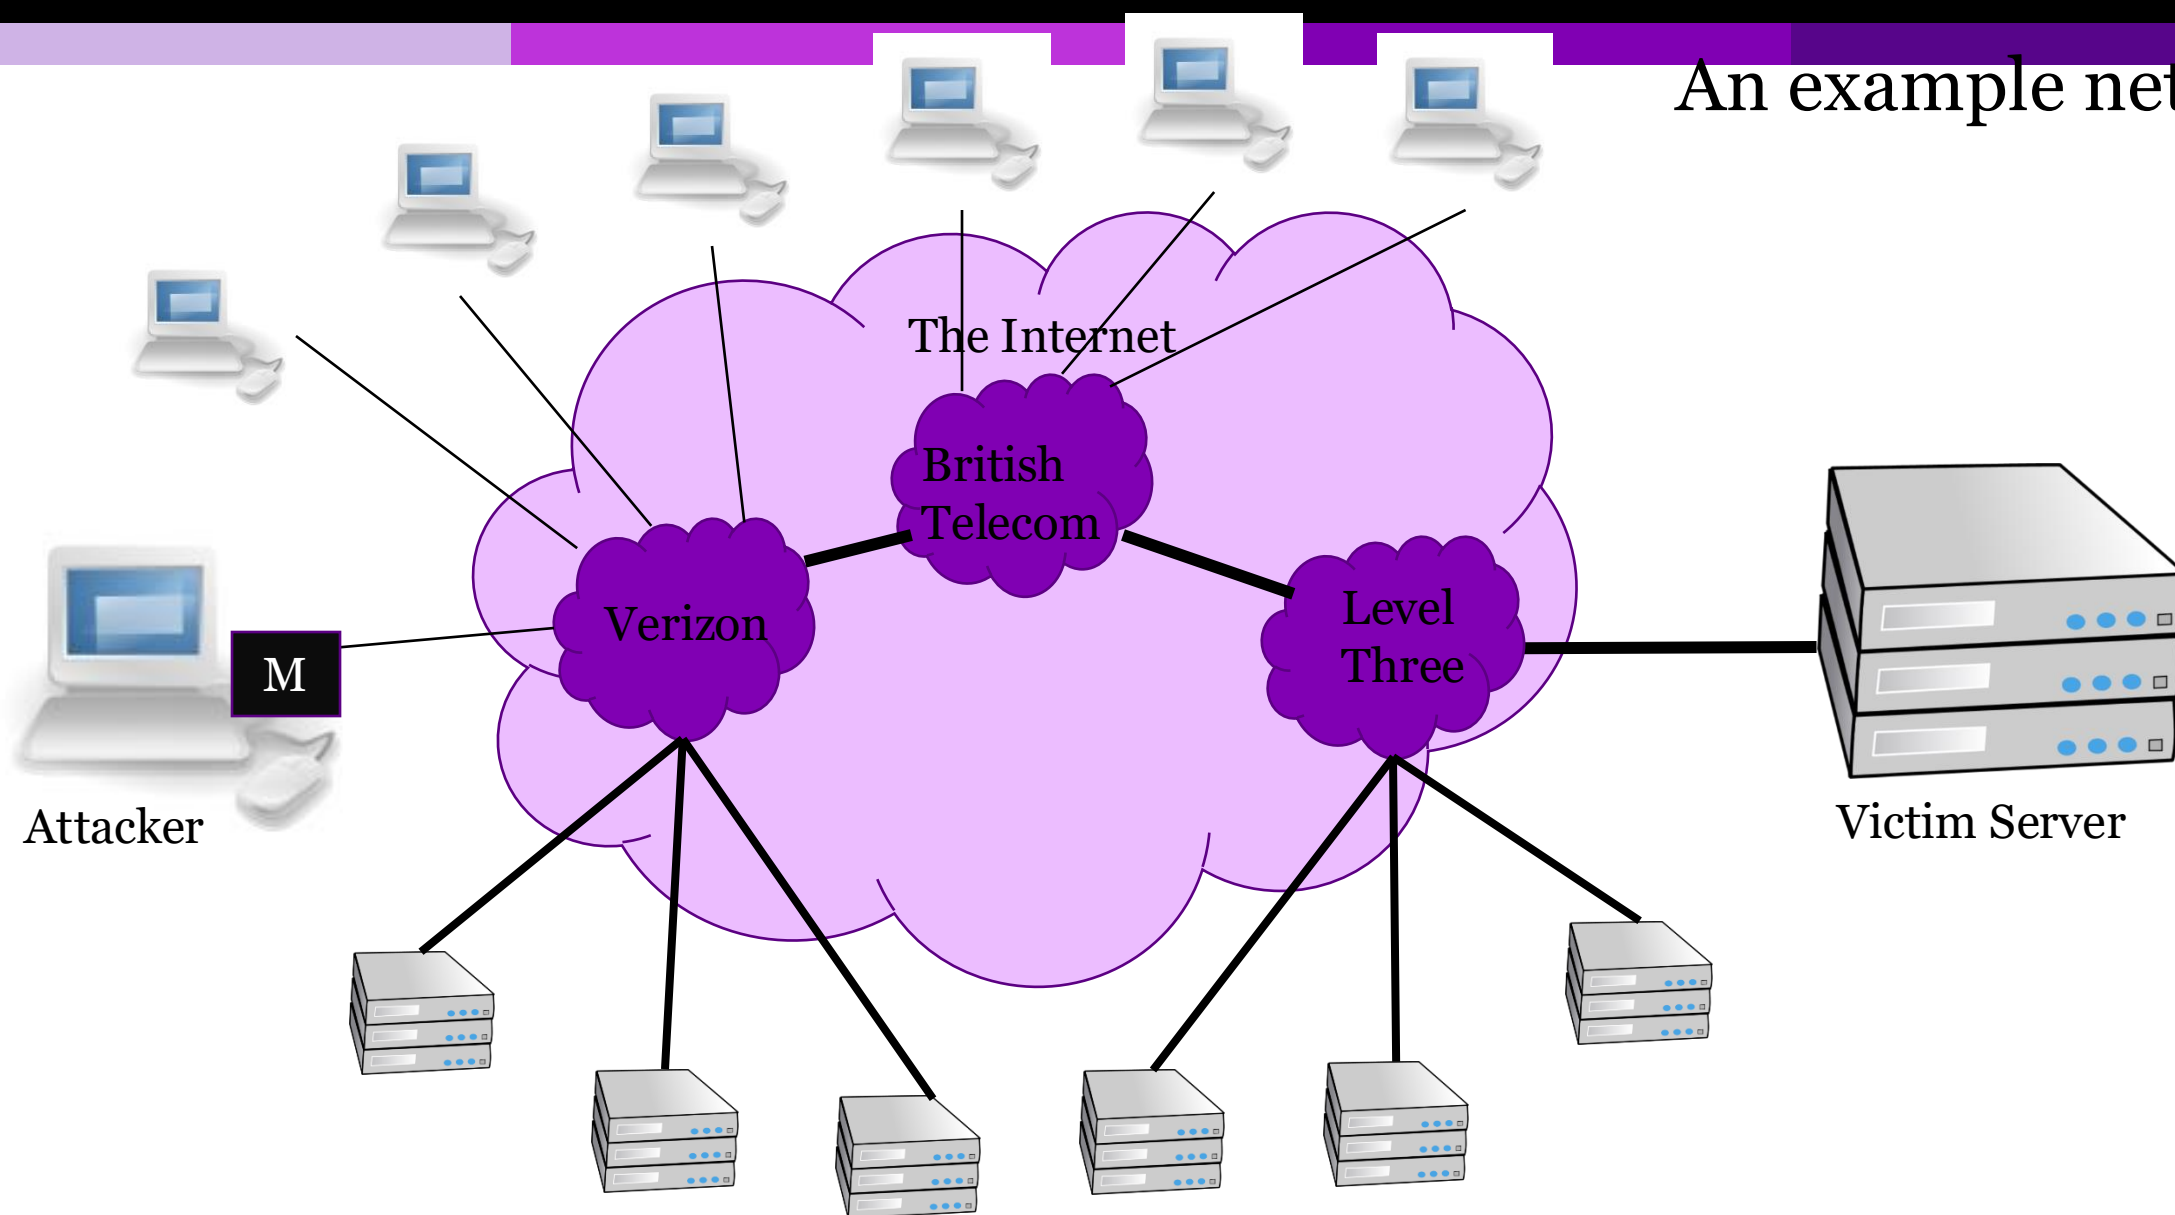 An example net
The Internet
British
Telecom
Verizon
Level
Three
M
Attacker
Victim Server